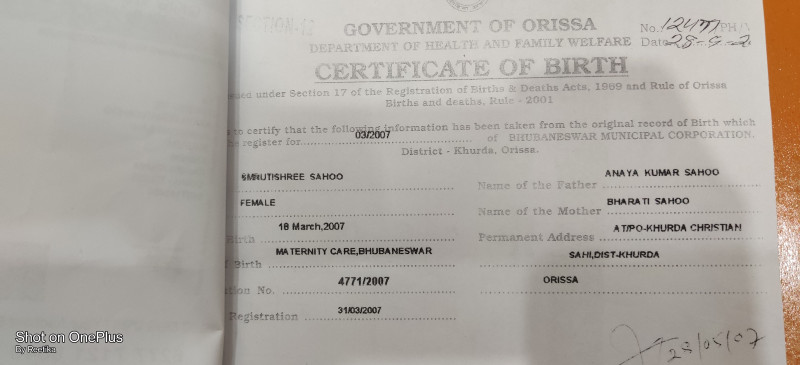 GOVERNMENT OF ORISSA
No. PH/
DEPARTMENT OF HEALTH AND FAMILY WELFARE Date 28-5-2
CERTIFICATE OF BIRTH
under Section 17 of the Registration of Births & Deaths Acts, 1969 and Rule of Orissa
Births and deaths, Rule - 2001
to certify that the following information has been taken from the original record of Birth which
register for 03/2007 of BHUBANESWAR MUNICIPAL CORPORATION.
District - Khurda, Orissa.
SMRUTISHREE SAHOO Name of the Father ANAYA KUMAR SAHOO
FEMALE Name of the Mother BHARATI SAHOO
Birth 18 March,2007 Permanent Address AT/PO-KHURDA CHRISTIAN
Birth MATERNITY CARE,BHUBANESWAR SAHI,DIST-KHURDA
No. 4771/2007 ORISSA
Registration 31/03/2007
28/05/07
Shot on OnePlus
By Reetika